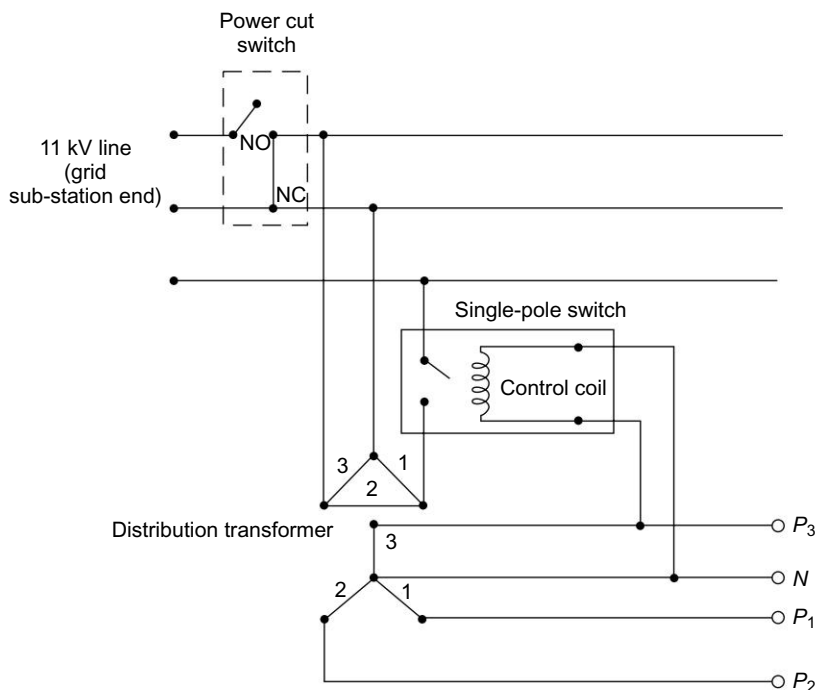 Power cut
switch
NO
11 kV line
(grid
sub-station end)
NC
Single-pole switch
Control coil
3
1
2
Distribution transformer
P3
3
N
2
1
P1
P2